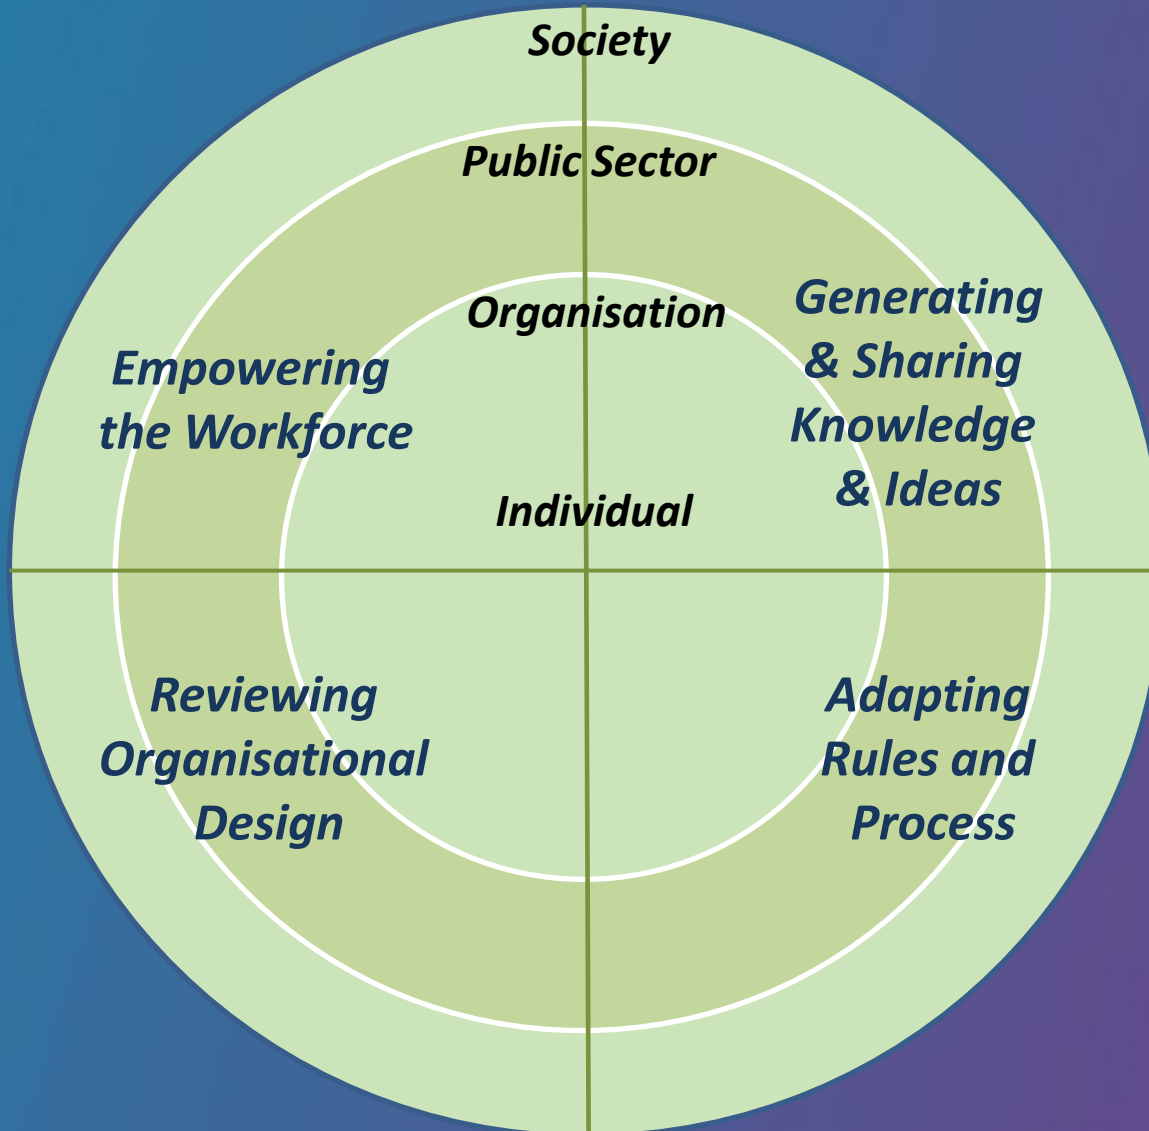 Society
Public Sector
Organisation
Individual
Empowering
the Workforce
Generating
& Sharing
Knowledge
& Ideas
Reviewing
Organisational
Design
Adapting
Rules and
Process